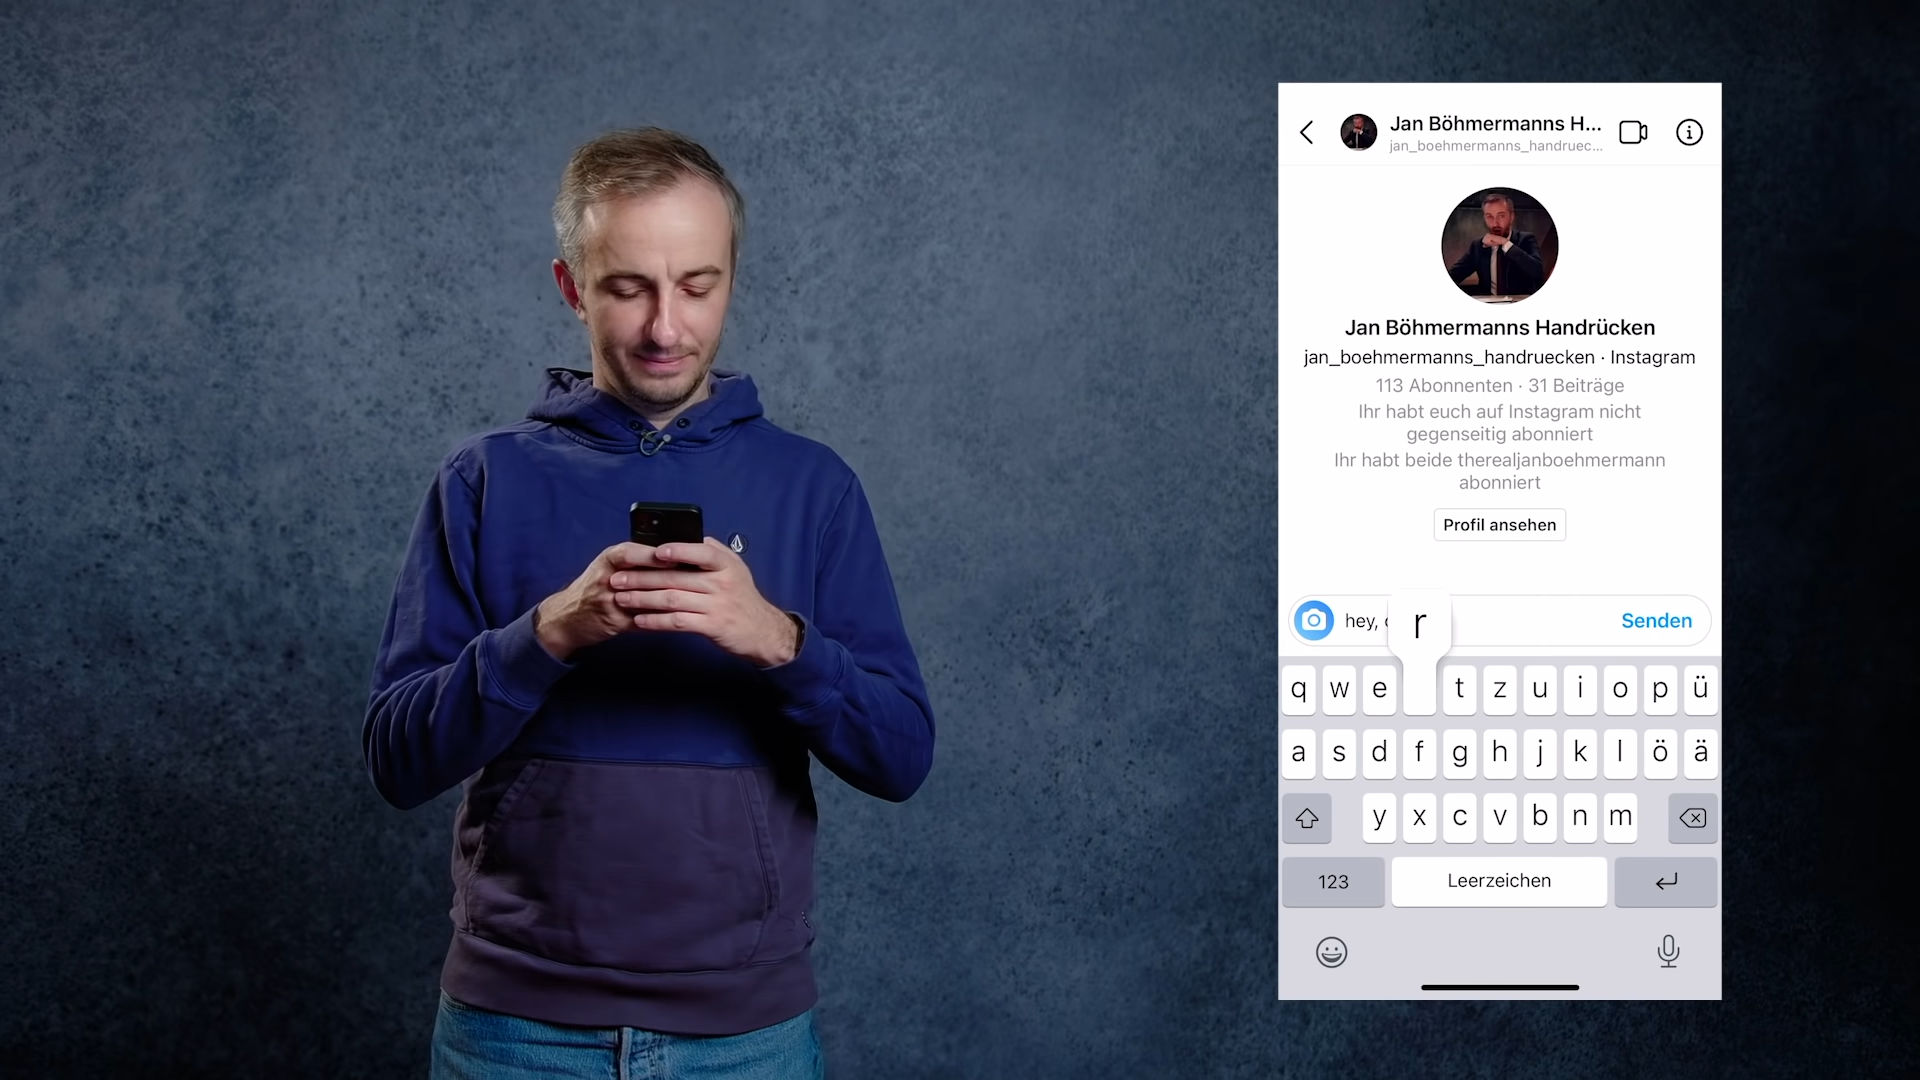 Jan Böhmermanns H...
jan_boehmermanns_handruec...
Jan Böhmermanns Handrücken
jan_boehmermanns_handruecken · Instagram
113 Abonnenten · 31 Beiträge
Ihr habt euch auf Instagram nicht
gegenseitig abonniert
Ihr habt beide therealjanboehmermann
abonniert
Profil ansehen
hey, r Senden
q w e t z u i o p ü
a s d f g h j k l ö ä
y x c v b n m
123 Leerzeichen